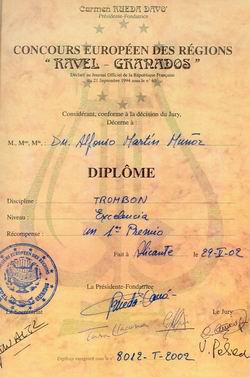 Carmen RUEDA DAVÓ
Présidente-Fondatrice
CONCOURS EUROPÉEN DES RÉGIONS
" RAVEL - GRANADOS "
Déclaré au Journal Officiel de la République Française
du 21 Septembre 1994 sous le n°
Considérant, conforme à la décision du Jury,
Décerne à :
M., Mme, Mlle : Dn. Alfonso Martín Muñoz
DIPLÔME
Discipline : TROMBON
Niveau : Excelencia
Récompense : un 1er Premio
Fait à Alicante le 29-II-02
La Présidente-Fondatrice
Le Jury
Diplôme enregistré sous le n° 8012-T-2002